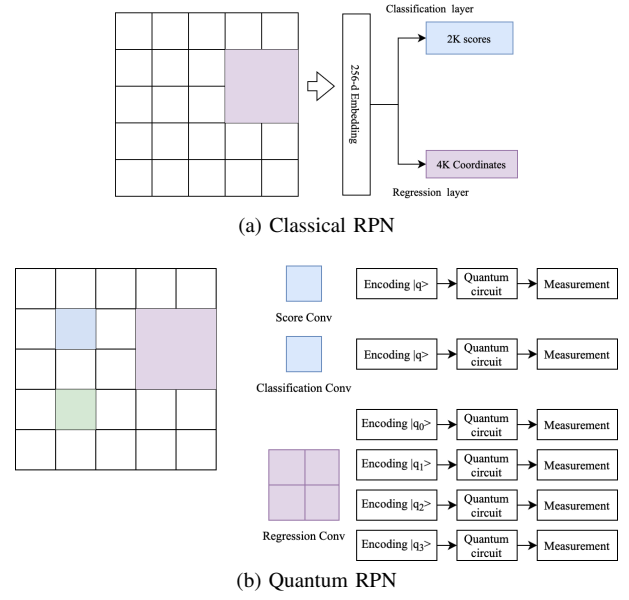 Classification layer
2K scores
256-d Embedding
4K Coordinates
Regression layer
(a) Classical RPN
Encoding |q>
Quantum
circuit
Measurement
Score Conv
Encoding |q>
Quantum
circuit
Measurement
Classification Conv
Encoding |q0>
Quantum
circuit
Measurement
Encoding |q1>
Quantum
circuit
Measurement
Encoding |q2>
Quantum
circuit
Measurement
Regression Conv
Encoding |q3>
Quantum
circuit
Measurement
(b) Quantum RPN